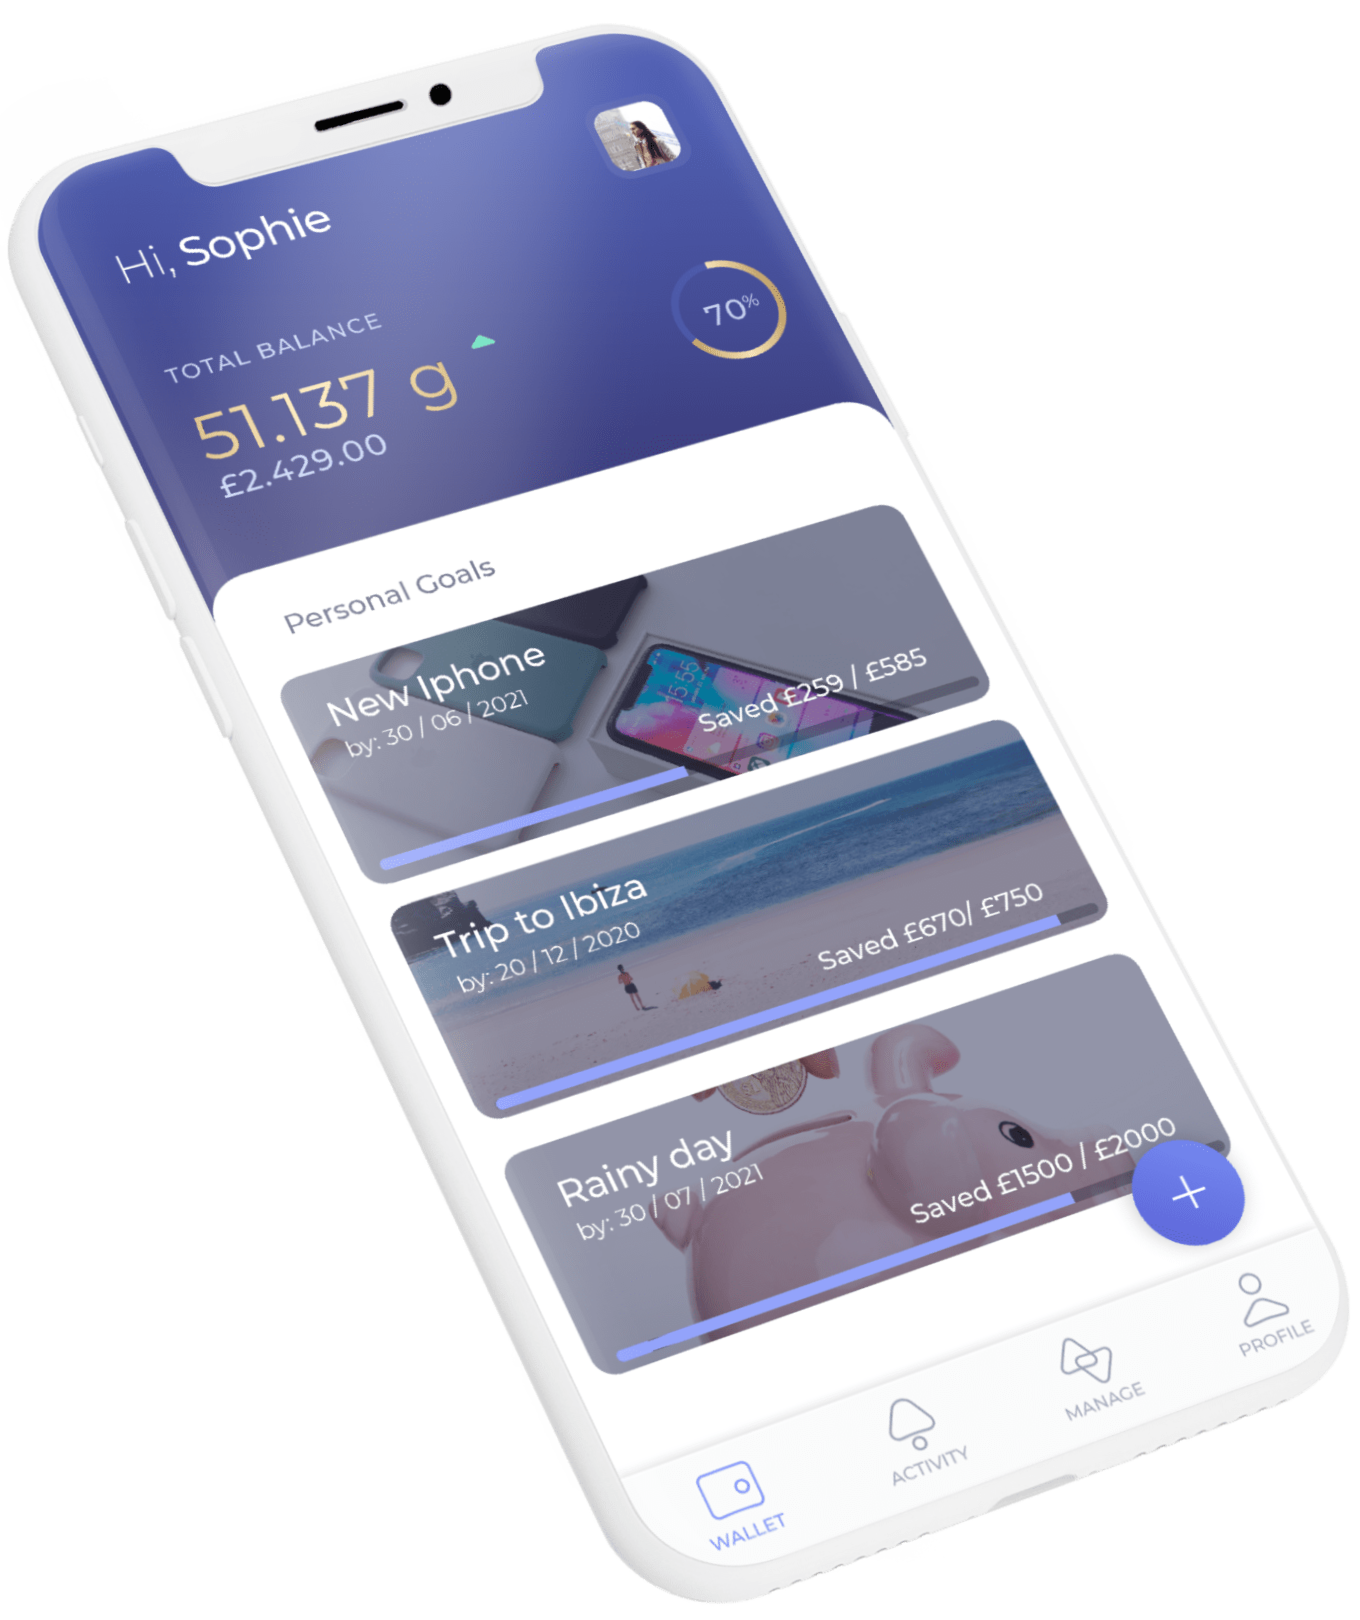 Hi, Sophie
TOTAL BALANCE
51.137 g
£2.429.00
70%
Personal Goals
New Iphone
by: 30 / 06 / 2021
Saved £259 / £585
15:55
Trip to Ibiza
by: 20 / 12 / 2020
Saved £670/ £750
Rainy day
by: 30 / 07 / 2021
Saved £1500 / £2000
WALLET
ACTIVITY
MANAGE
PROFILE